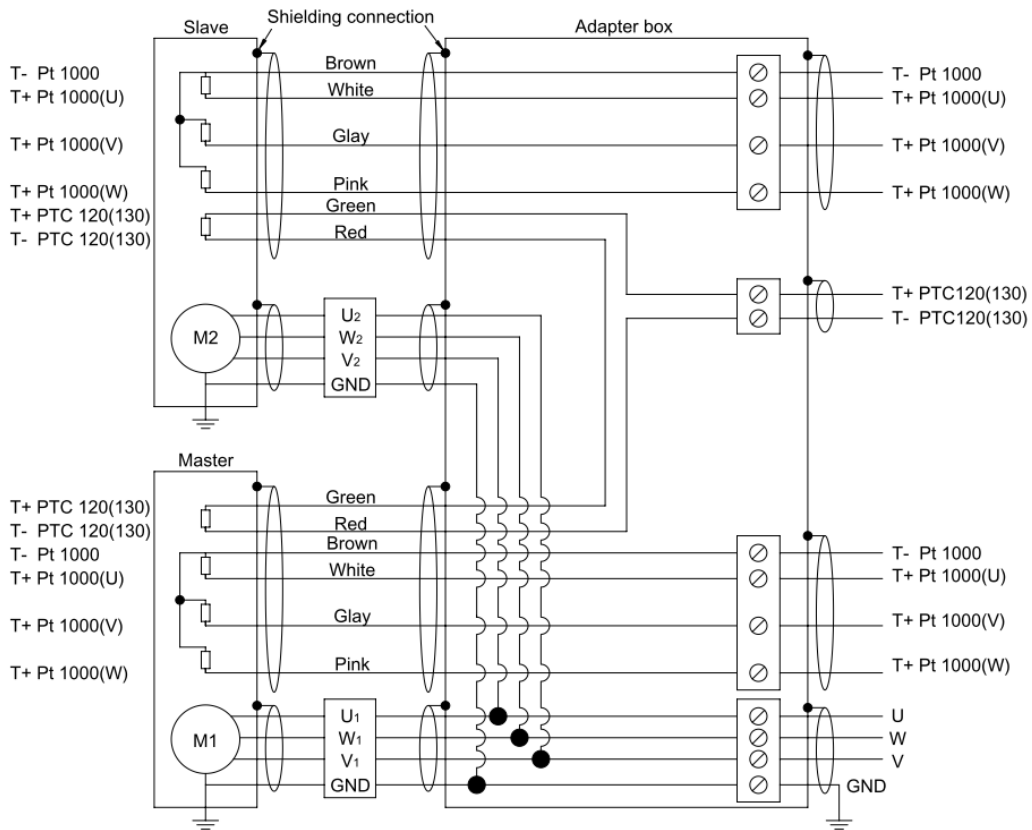 Shielding connection
Slave
Adapter box
T- Pt 1000
Brown
T- Pt 1000
T+ Pt 1000(U)
White
T+ Pt 1000(U)
T+ Pt 1000(V)
Glay
T+ Pt 1000(V)
T+ Pt 1000(W)
Pink
T+ Pt 1000(W)
T+ PTC 120(130)
Green
T- PTC 120(130)
Red
T+ PTC120(130)
T- PTC120(130)
M2
U2
W2
V2
GND
Master
T+ PTC 120(130)
Green
T- PTC 120(130)
Red
T- Pt 1000
Brown
T- Pt 1000
T+ Pt 1000(U)
White
T+ Pt 1000(U)
T+ Pt 1000(V)
Glay
T+ Pt 1000(V)
T+ Pt 1000(W)
Pink
T+ Pt 1000(W)
M1
U1
U
W1
W
V1
V
GND
GND